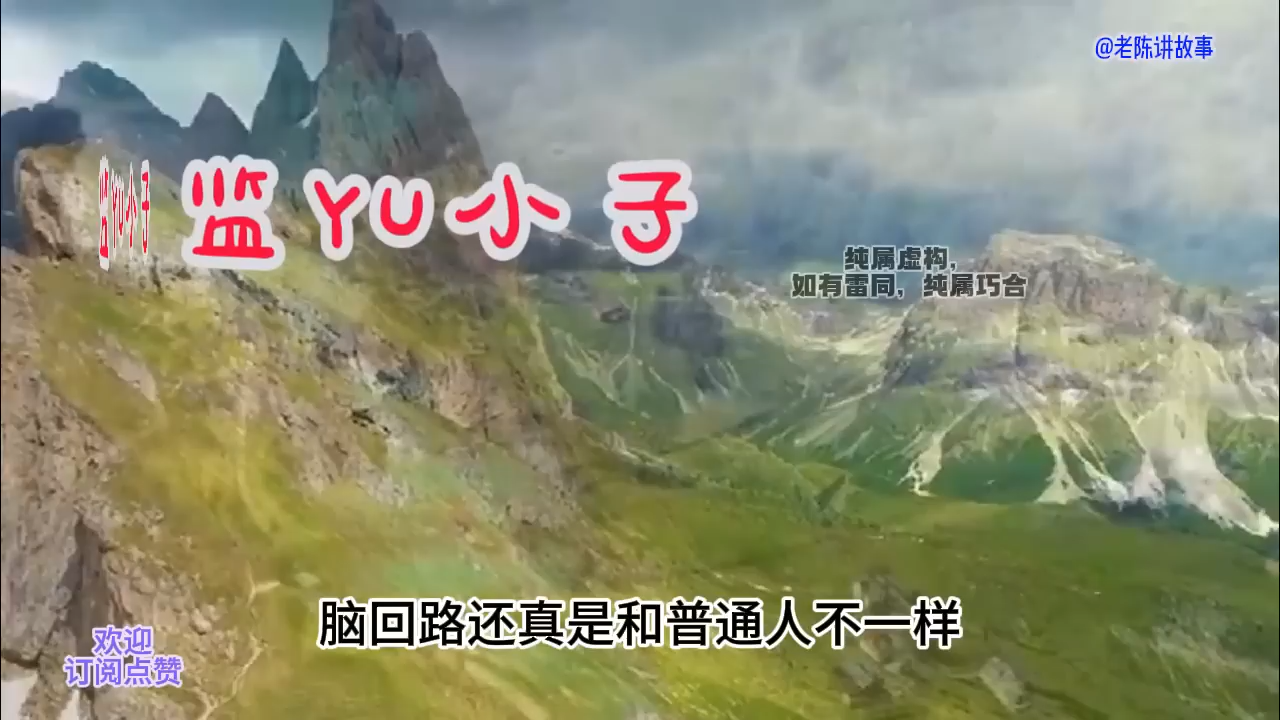 @老陈讲故事
监YU小子
监YU小子
纯属虚构,
如有雷同，纯属巧合
脑回路还真是和普通人不一样
欢迎
订阅点赞